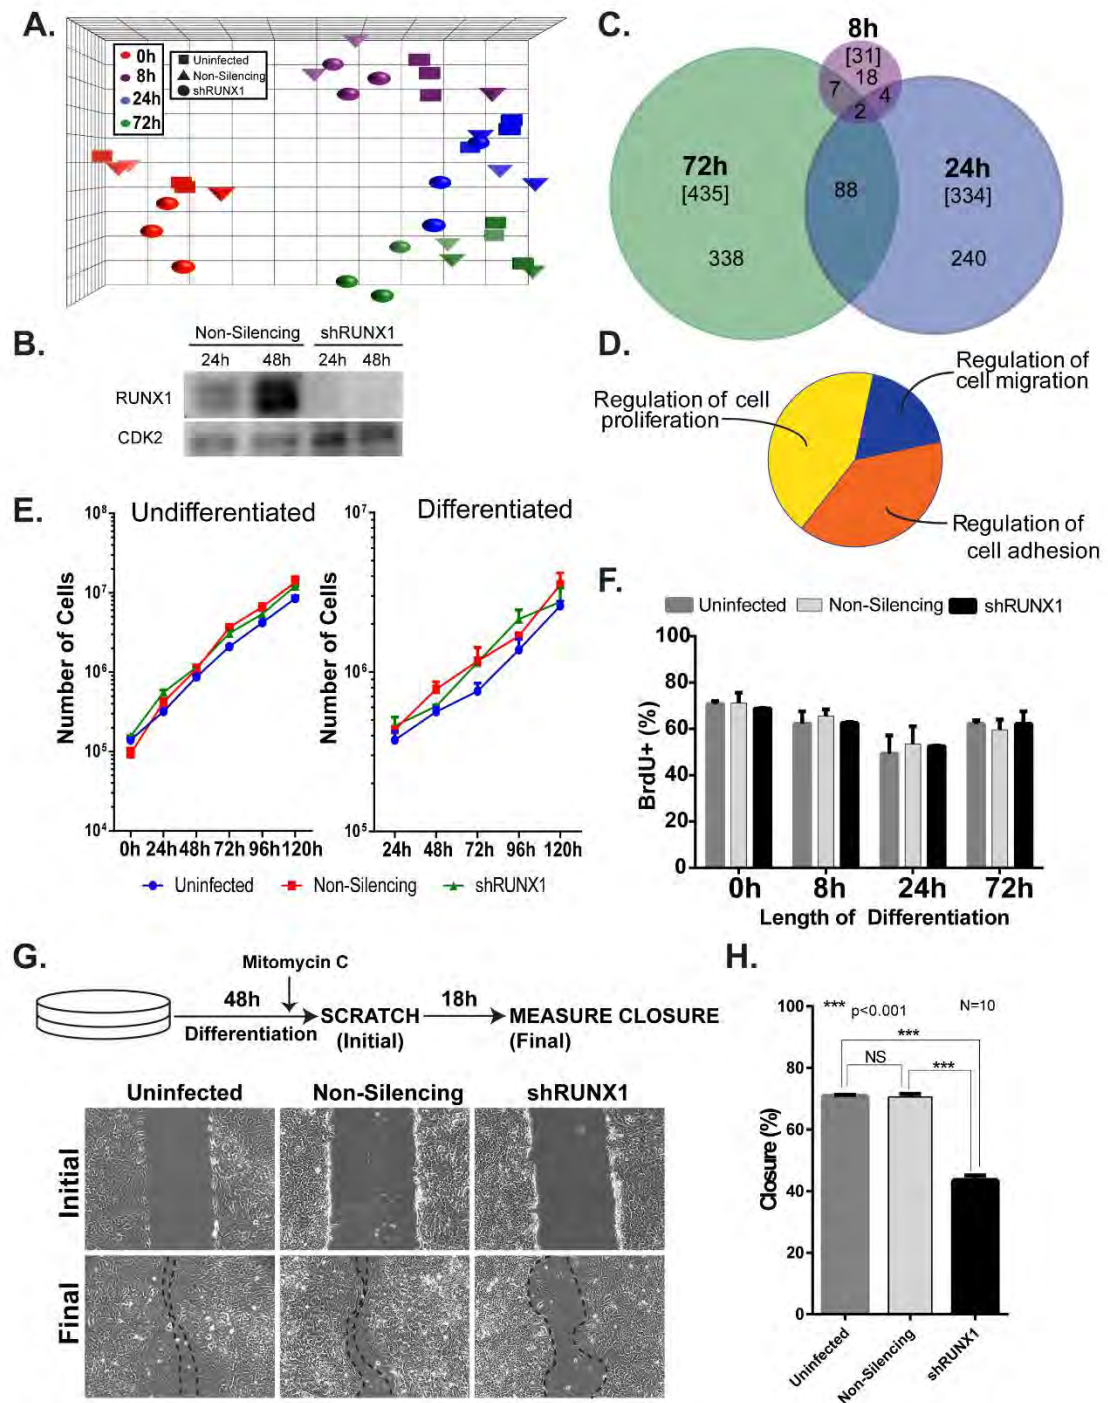 A.
0h
8h
24h
72h
Uninfected
Non-Silencing
shRUNX1
B.
Non-Silencing shRUNX1
24h 48h 24h 48h
RUNX1
CDK2
C.
8h
[31]
18
7
4
2
72h
[435]
88
24h
[334]
338
240
D.
Regulation of
cell migration
Regulation of cell
proliferation
Regulation of
cell adhesion
E.
Undifferentiated
Number of Cells
10⁸
10⁷
10⁶
10⁵
10⁴
0h 24h 48h 72h 96h 120h
Differentiated
Number of Cells
10⁷
10⁶
10⁵
24h 48h 72h 96h 120h
Uninfected Non-Silencing shRUNX1
F.
Uninfected Non-Silencing shRUNX1
BrdU+ (%)
100
80
60
40
20
0
0h 8h 24h 72h
Length of Differentiation
G.
Mitomycin C
48h
Differentiation
SCRATCH
(Initial)
18h
MEASURE CLOSURE
(Final)
Uninfected Non-Silencing shRUNX1
Initial
Final
H.
*** p<0.001 N=10
***
NS
***
Closure (%)
100
80
60
40
20
0
Uninfected
Non-Silencing
shRUNX1